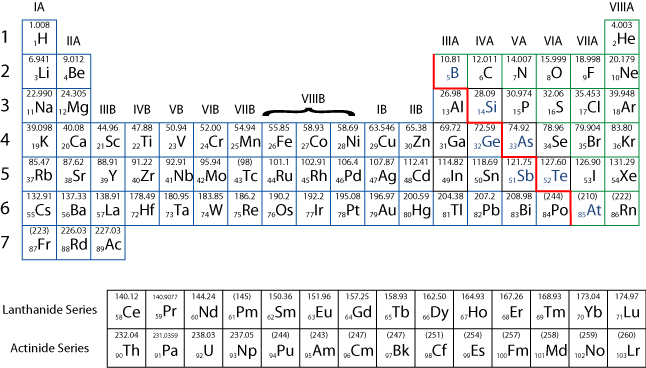 IA VIIIA
1 1.008 1H IIA IIIA IVA VA VIA VIIA 4.003 2He
2 6.941 3Li 9.012 4Be 10.81 5B 12.011 6C 14.007 7N 15.999 8O 18.998 9F 20.179 10Ne
3 22.990 11Na 24.305 12Mg IIIB IVB VB VIB VIIB VIIIB IB IIB 26.98 13Al 28.09 14Si 30.974 15P 32.06 16S 35.453 17Cl 39.948 18Ar
4 39.098 19K 40.08 20Ca 44.96 21Sc 47.88 22Ti 50.94 23V 52.00 24Cr 54.94 25Mn 55.85 26Fe 58.93 27Co 58.69 28Ni 63.546 29Cu 65.38 30Zn 69.72 31Ga 72.59 32Ge 74.92 33As 78.96 34Se 79.904 35Br 83.80 36Kr
5 85.47 37Rb 87.62 38Sr 88.91 39Y 91.22 40Zr 92.91 41Nb 95.94 42Mo (98) 43Tc 101.1 44Ru 102.91 45Rh 106.4 46Pd 107.87 47Ag 112.41 48Cd 114.82 49In 118.69 50Sn 121.75 51Sb 127.60 52Te 126.90 53I 131.29 54Xe
6 132.91 55Cs 137.33 56Ba 138.91 57La 178.49 72Hf 180.95 73Ta 183.85 74W 186.2 75Re 190.2 76Os 192.2 77Ir 195.08 78Pt 196.97 79Au 200.59 80Hg 204.38 81Tl 207.2 82Pb 208.98 83Bi (244) 84Po (210) 85At (222) 86Rn
7 (223) 87Fr 226.03 88Rd 227.03 89Ac
Lanthanide Series 140.12 58Ce 140.9077 59Pr 144.24 60Nd (145) 61Pm 150.36 62Sm 151.96 63Eu 157.25 64Gd 158.93 65Tb 162.50 66Dy 164.93 67Ho 167.26 68Er 168.93 69Tm 173.04 70Yb 174.97 71Lu
Actinide Series 232.04 90Th 231.0359 91Pa 238.03 92U 237.05 93Np (244) 94Pu (243) 95Am (247) 96Cm (247) 97Bk (251) 98Cf (254) 99Es (257) 100Fm (258) 101Md (259) 102No (260) 103Lr